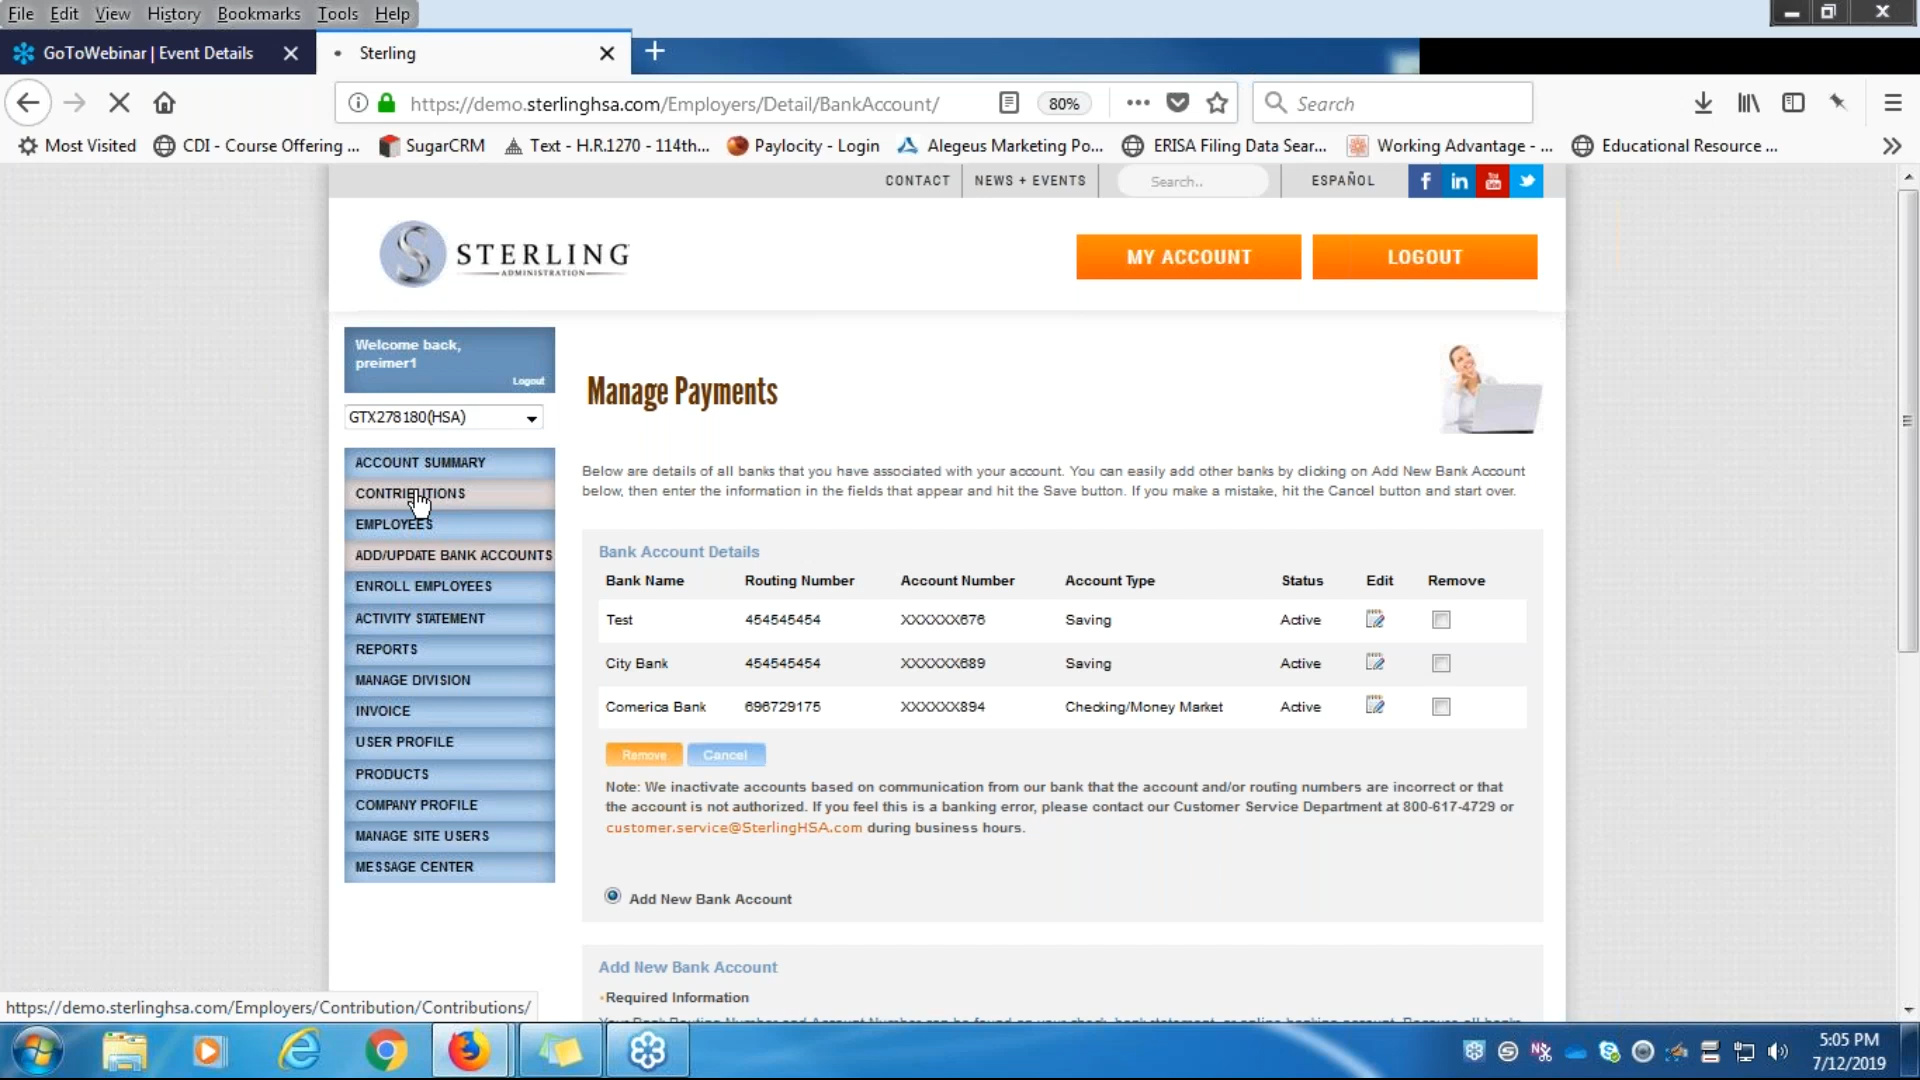 File Edit View History Bookmarks Tools Help
GoToWebinar | Event Details
Sterling
https://demo.sterlinghsa.com/Employers/Detail/BankAccount/
80%
Search
Most Visited
CDI - Course Offering ...
SugarCRM
Text - H.R.1270 - 114th...
Paylocity - Login
Alegeus Marketing Po...
ERISA Filing Data Sear...
Working Advantage - ...
Educational Resource ...
CONTACT
NEWS + EVENTS
Search..
ESPAÑOL
f
in
You Tube
S
STERLING
ADMINISTRATION
MY ACCOUNT
LOGOUT
Welcome back,
preimer1
Logout
GTX278180(HSA)
ACCOUNT SUMMARY
CONTRIBUTIONS
EMPLOYEES
ADD/UPDATE BANK ACCOUNTS
ENROLL EMPLOYEES
ACTIVITY STATEMENT
REPORTS
MANAGE DIVISION
INVOICE
USER PROFILE
PRODUCTS
COMPANY PROFILE
MANAGE SITE USERS
MESSAGE CENTER
Manage Payments
Below are details of all banks that you have associated with your account. You can easily add other banks by clicking on Add New Bank Account
below, then enter the information in the fields that appear and hit the Save button. If you make a mistake, hit the Cancel button and start over.
Bank Account Details
Bank Name Routing Number Account Number Account Type Status Edit Remove
Test 454545454 XXXXXX676 Saving Active
City Bank 454545454 XXXXXX689 Saving Active
Comerica Bank 696729175 XXXXXX894 Checking/Money Market Active
Remove Cancel
Note: We inactivate accounts based on communication from our bank that the account and/or routing numbers are incorrect or that
the account is not authorized. If you feel this is a banking error, please contact our Customer Service Department at 800-617-4729 or
customer.service@SterlingHSA.com during business hours.
Add New Bank Account
Add New Bank Account
Required Information
https://demo.sterlinghsa.com/Employers/Contribution/Contributions/
5:05 PM
7/12/2019